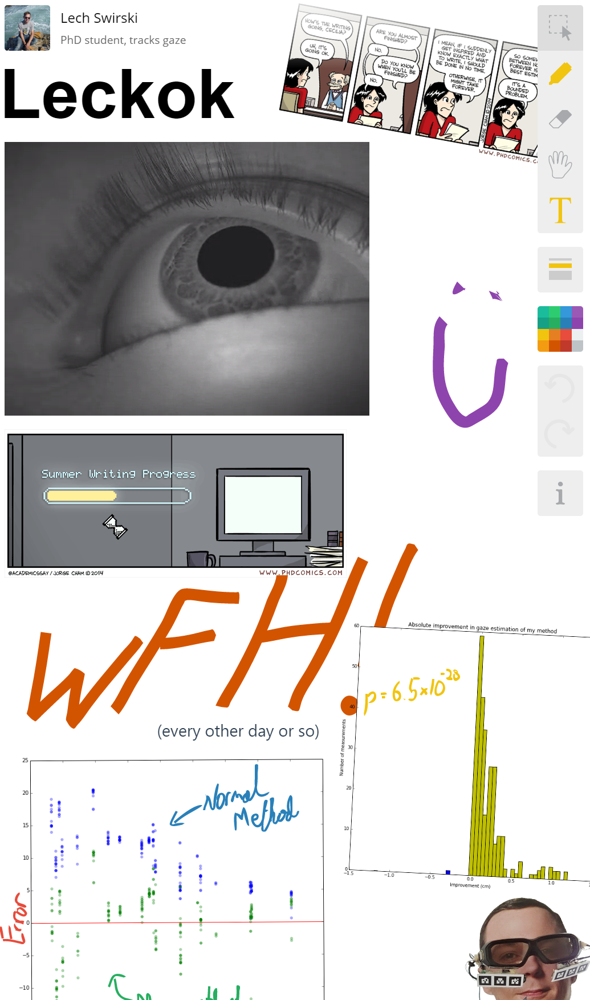 Lech Swirski
PhD student, tracks gaze
Leckok
HOW'S THE WRITING
GOING, CECILIA?
UH, IT'S
GOING OK.
ARE YOU ALMOST
FINISHED?
NO.
DO YOU KNOW
WHEN YOU'LL BE
FINISHED?
NO.
I MEAN, IF I SUDDENLY
GET INSPIRED AND
KNOW EXACTLY WHAT
TO WRITE, I SHOULD
BE DONE IN NO TIME.
OTHERWISE, IT
MIGHT TAKE
FOREVER.
JORGE CHAM © 2014
SO SOMEW
BETWEEN NO
FOREVER IS
BEST ESTIM
IT'S A
BOUNDED
PROBLEM.
WWW.PHDCOMICS.C
T
i
Summer Writing Progress
@ACADEMICSSAY / JORGE CHAM © 2014
WWW.PHDCOMICS.COM
WFH!
(every other day or so)
Absolute improvement in gaze estimation of my method
p = 6.5×10^-28
Number of measurements
60
50
40
30
20
10
0
-1.5
-1.0
-0.5
0.0
0.5
1.0
Improvement (cm)
Normal
Method
Error
25
20
15
10
5
0
-5
-10